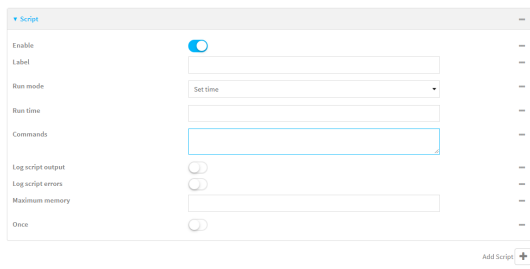 Script
Enable
Label
Run mode
Set time
Run time
Commands
Log script output
Log script errors
Maximum memory
Once
Add Script